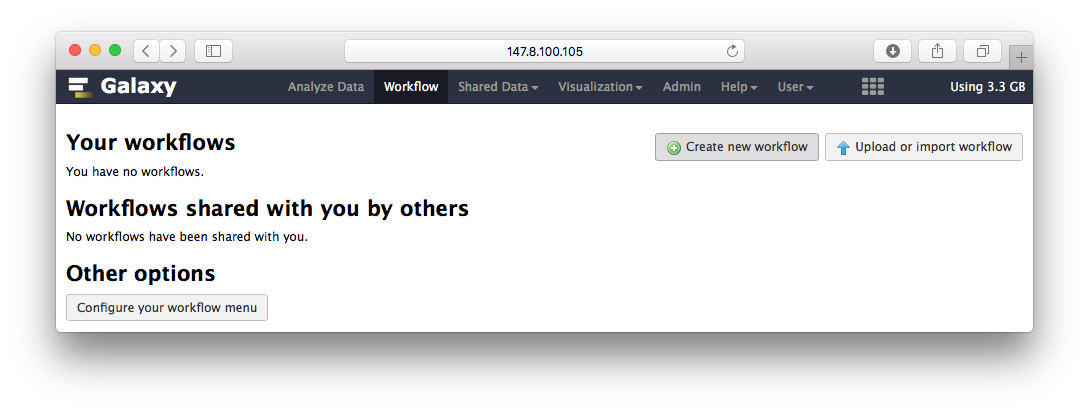 147.8.100.105
Galaxy Analyze Data Workflow Shared Data Visualization Admin Help User Using 3.3 GB
Your workflows
Create new workflow Upload or import workflow
You have no workflows.
Workflows shared with you by others
No workflows have been shared with you.
Other options
Configure your workflow menu